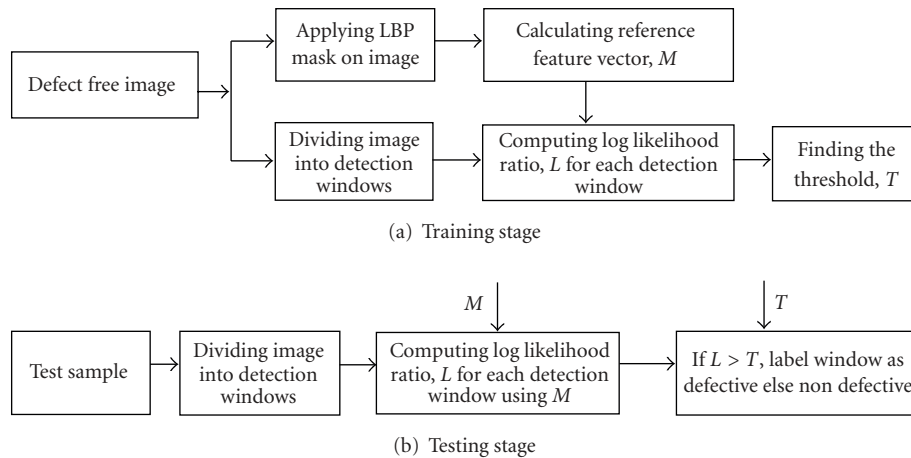 Defect free image
Applying LBP
mask on image
Calculating reference
feature vector, M
Dividing image
into detection
windows
Computing log likelihood
ratio, L for each detection
window
Finding the
threshold, T
(a) Training stage
M
T
Test sample
Dividing image
into detection
windows
Computing log likelihood
ratio, L for each detection
window using M
If L > T, label window as
defective else non defective
(b) Testing stage